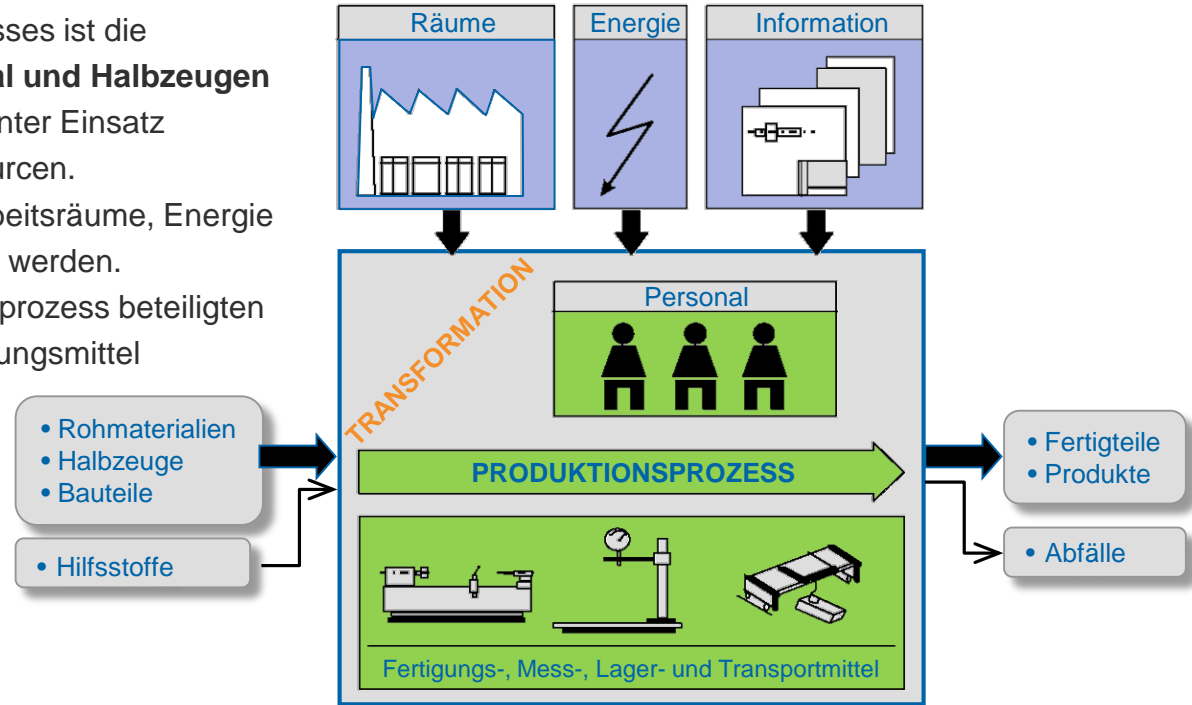 sses ist die
al und Halbzeugen
nter Einsatz
urcen.
beitsräume, Energie
werden.
prozess beteiligten
ungsmittel
Räume
Energie
Information
TRANSFORMATION
Personal
• Rohmaterialien
• Halbzeuge
• Bauteile
• Hilfsstoffe
PRODUKTIONSPROZESS
• Fertigteile
• Produkte
• Abfälle
Fertigungs-, Mess-, Lager- und Transportmittel